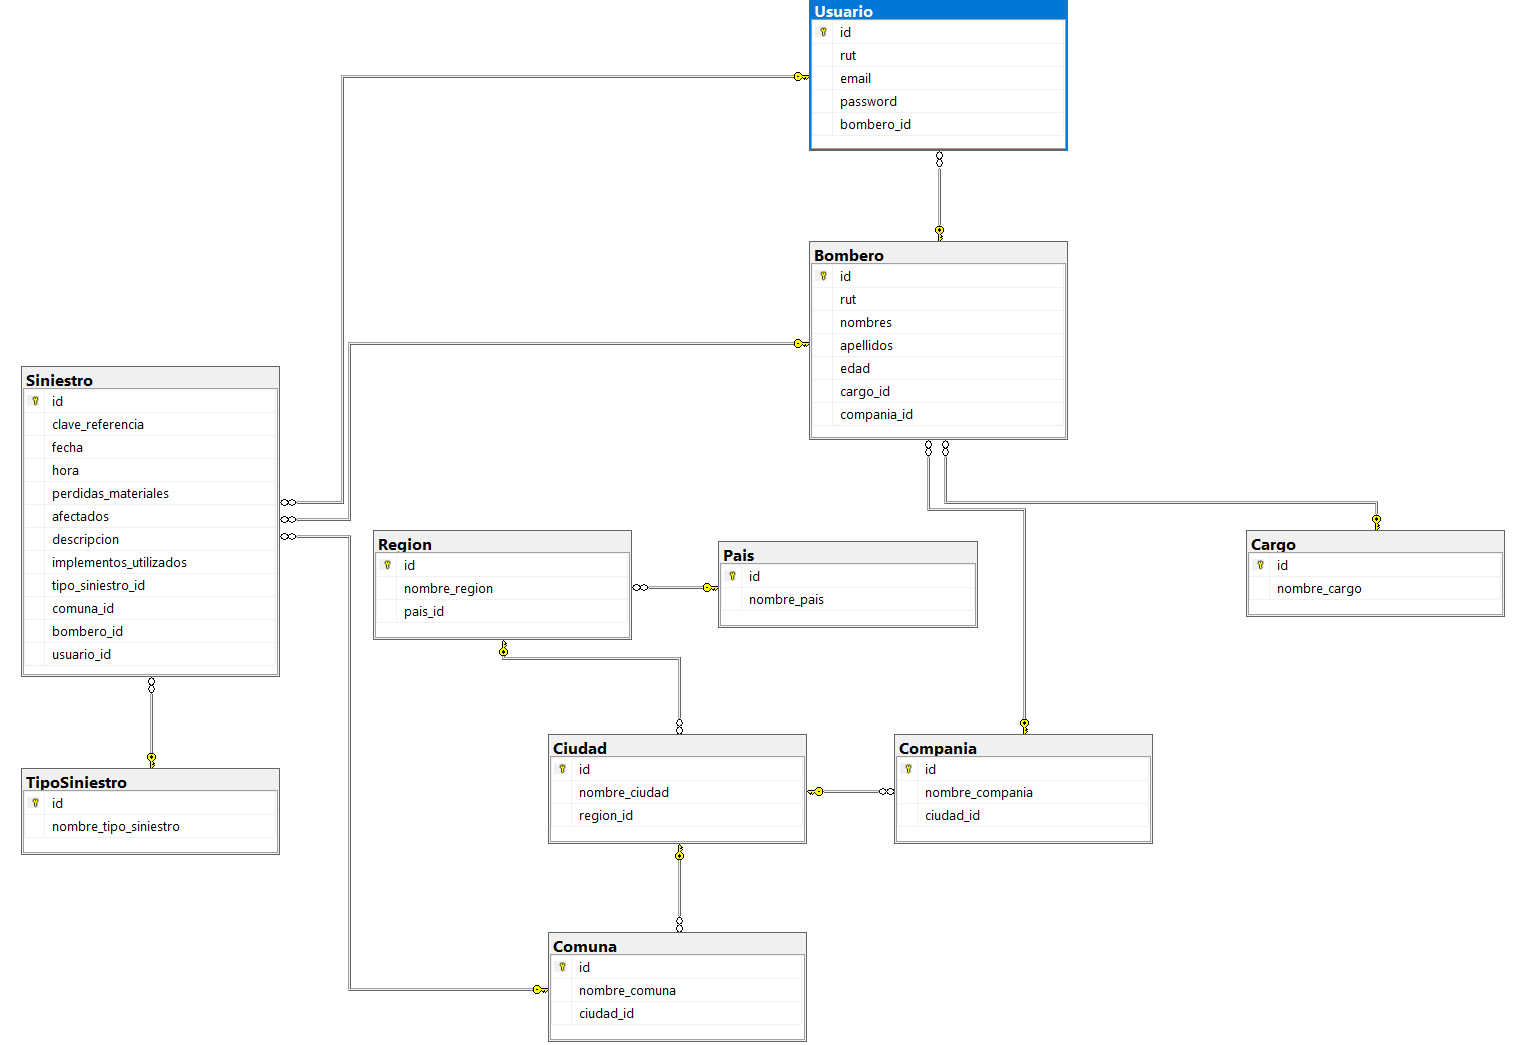 Usuario
id
rut
email
password
bombero_id
Bombero
id
rut
nombres
apellidos
edad
cargo_id
compania_id
Siniestro
id
clave_referencia
fecha
hora
perdidas_materiales
afectados
descripcion
implementos_utilizados
tipo_siniestro_id
comuna_id
bombero_id
usuario_id
Region
id
nombre_region
pais_id
Pais
id
nombre_pais
Cargo
id
nombre_cargo
TipoSiniestro
id
nombre_tipo_siniestro
Ciudad
id
nombre_ciudad
region_id
Compania
id
nombre_compania
ciudad_id
Comuna
id
nombre_comuna
ciudad_id